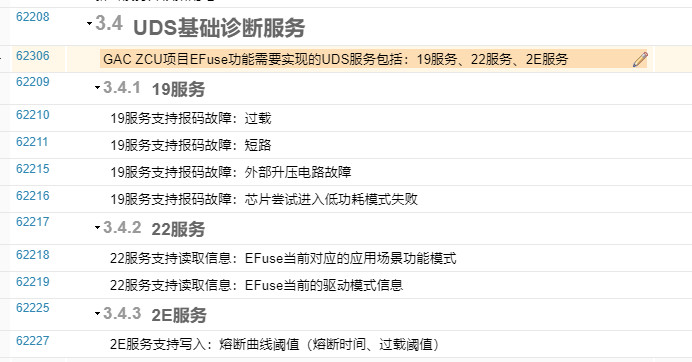 62208 3.4 UDS基础诊断服务
62306 GAC ZCU项目EFuse功能需要实现的UDS服务包括：19服务、22服务、2E服务
62209 3.4.1 19服务
62210 19服务支持报码故障：过载
62211 19服务支持报码故障：短路
62215 19服务支持报码故障：外部升压电路故障
62216 19服务支持报码故障：芯片尝试进入低功耗模式失败
62217 3.4.2 22服务
62218 22服务支持读取信息：EFuse当前对应的应用场景功能模式
62219 22服务支持读取信息：EFuse当前的驱动模式信息
62225 3.4.3 2E服务
62227 2E服务支持写入：熔断曲线阈值（熔断时间、过载阈值）